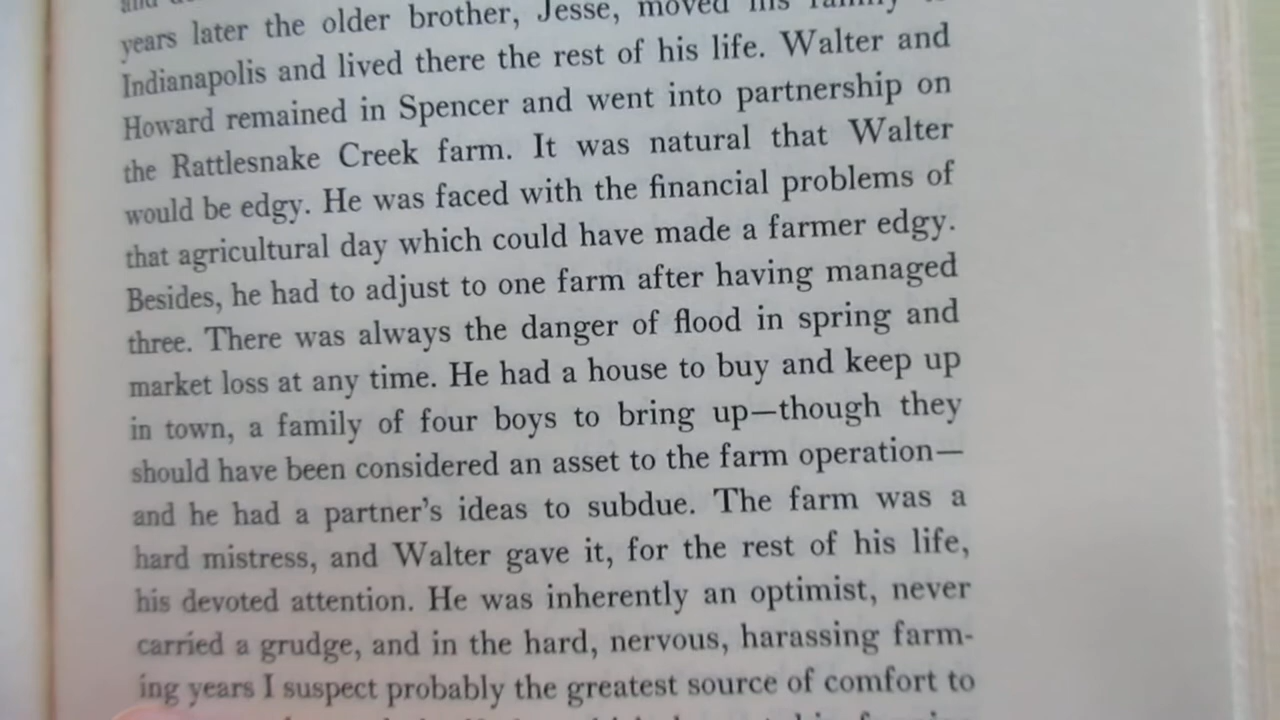 years later the older brother, Jesse, moved his family
Indianapolis and lived there the rest of his life. Walter and
Howard remained in Spencer and went into partnership on
the Rattlesnake Creek farm. It was natural that Walter
would be edgy. He was faced with the financial problems of
that agricultural day which could have made a farmer edgy.
Besides, he had to adjust to one farm after having managed
three. There was always the danger of flood in spring and
market loss at any time. He had a house to buy and keep up
in town, a family of four boys to bring up—though they
should have been considered an asset to the farm operation—
and he had a partner's ideas to subdue. The farm was a
hard mistress, and Walter gave it, for the rest of his life,
his devoted attention. He was inherently an optimist, never
carried a grudge, and in the hard, nervous, harassing farm-
ing years I suspect probably the greatest source of comfort to